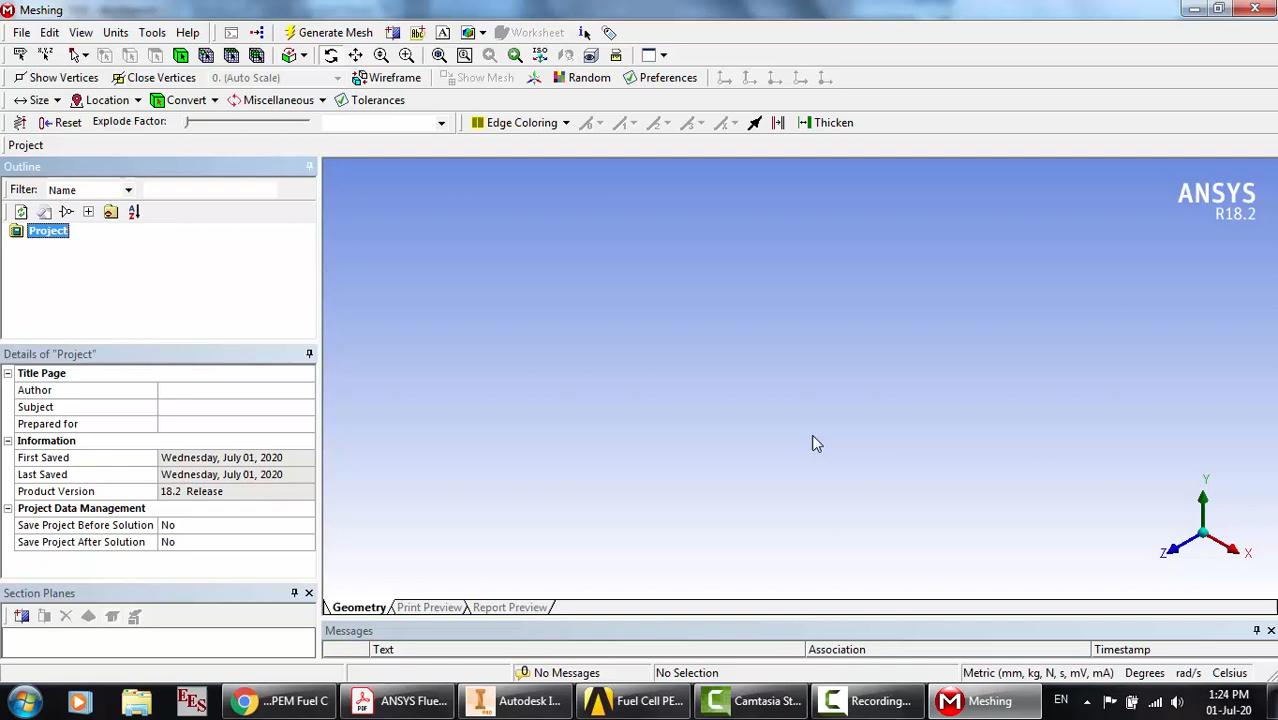 Meshing
File Edit View Units Tools Help Generate Mesh Worksheet
Show Vertices Close Vertices 0. (Auto Scale) Wireframe Show Mesh Random Preferences
Size Location Convert Miscellaneous Tolerances
Reset Explode Factor: Edge Coloring Thicken
Project
Outline
Filter: Name
Project
ANSYS
R18.2
Details of "Project"
Title Page
Author
Subject
Prepared for
Information
First Saved Wednesday, July 01, 2020
Last Saved Wednesday, July 01, 2020
Product Version 18.2 Release
Project Data Management
Save Project Before Solution No
Save Project After Solution No
Y
Z X
Section Planes
Geometry Print Preview Report Preview
Messages
Text Association Timestamp
0 No Messages No Selection Metric (mm, kg, N, s, mV, mA) Degrees rad/s Celsius
EES ...PEM Fuel C PDF ANSYS Flue... Autodesk I... Fuel Cell PE... Camtasia St... Recording... Meshing EN 1:24 PM
01-Jul-20